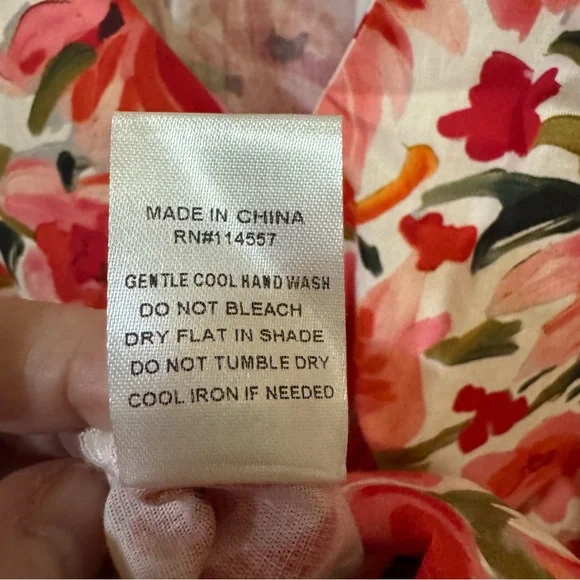 MADE IN CHINA
RN#114557
GENTLE COOL HAND WASH
DO NOT BLEACH
DRY FLAT IN SHADE
DO NOT TUMBLE DRY
COOL IRON IF NEEDED